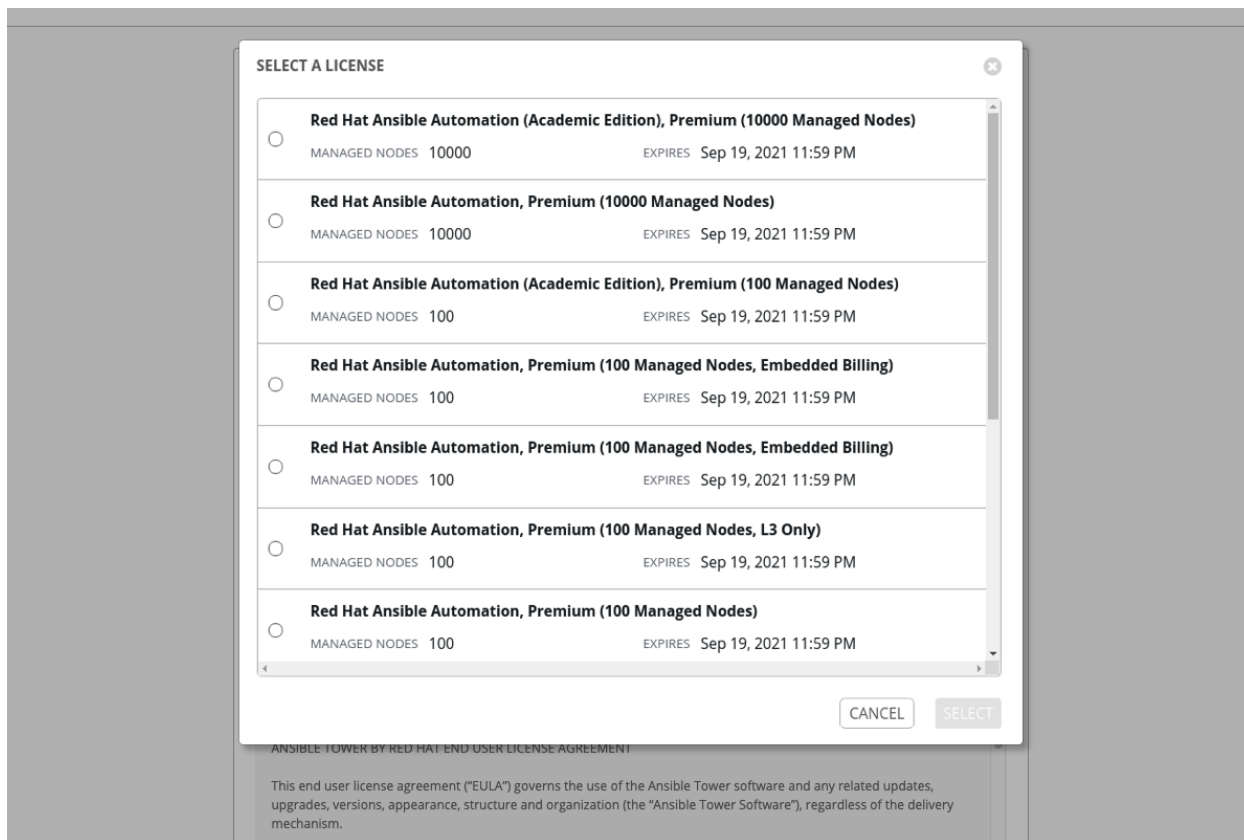 SELECT A LICENSE
Red Hat Ansible Automation (Academic Edition), Premium (10000 Managed Nodes)
MANAGED NODES 10000 EXPIRES Sep 19, 2021 11:59 PM
Red Hat Ansible Automation, Premium (10000 Managed Nodes)
MANAGED NODES 10000 EXPIRES Sep 19, 2021 11:59 PM
Red Hat Ansible Automation (Academic Edition), Premium (100 Managed Nodes)
MANAGED NODES 100 EXPIRES Sep 19, 2021 11:59 PM
Red Hat Ansible Automation, Premium (100 Managed Nodes, Embedded Billing)
MANAGED NODES 100 EXPIRES Sep 19, 2021 11:59 PM
Red Hat Ansible Automation, Premium (100 Managed Nodes, Embedded Billing)
MANAGED NODES 100 EXPIRES Sep 19, 2021 11:59 PM
Red Hat Ansible Automation, Premium (100 Managed Nodes, L3 Only)
MANAGED NODES 100 EXPIRES Sep 19, 2021 11:59 PM
Red Hat Ansible Automation, Premium (100 Managed Nodes)
MANAGED NODES 100 EXPIRES Sep 19, 2021 11:59 PM
CANCEL SELECT
ANSIBLE TOWER BY RED HAT END USER LICENSE AGREEMENT
This end user license agreement (“EULA”) governs the use of the Ansible Tower software and any related updates,
upgrades, versions, appearance, structure and organization (the “Ansible Tower Software”), regardless of the delivery
mechanism.